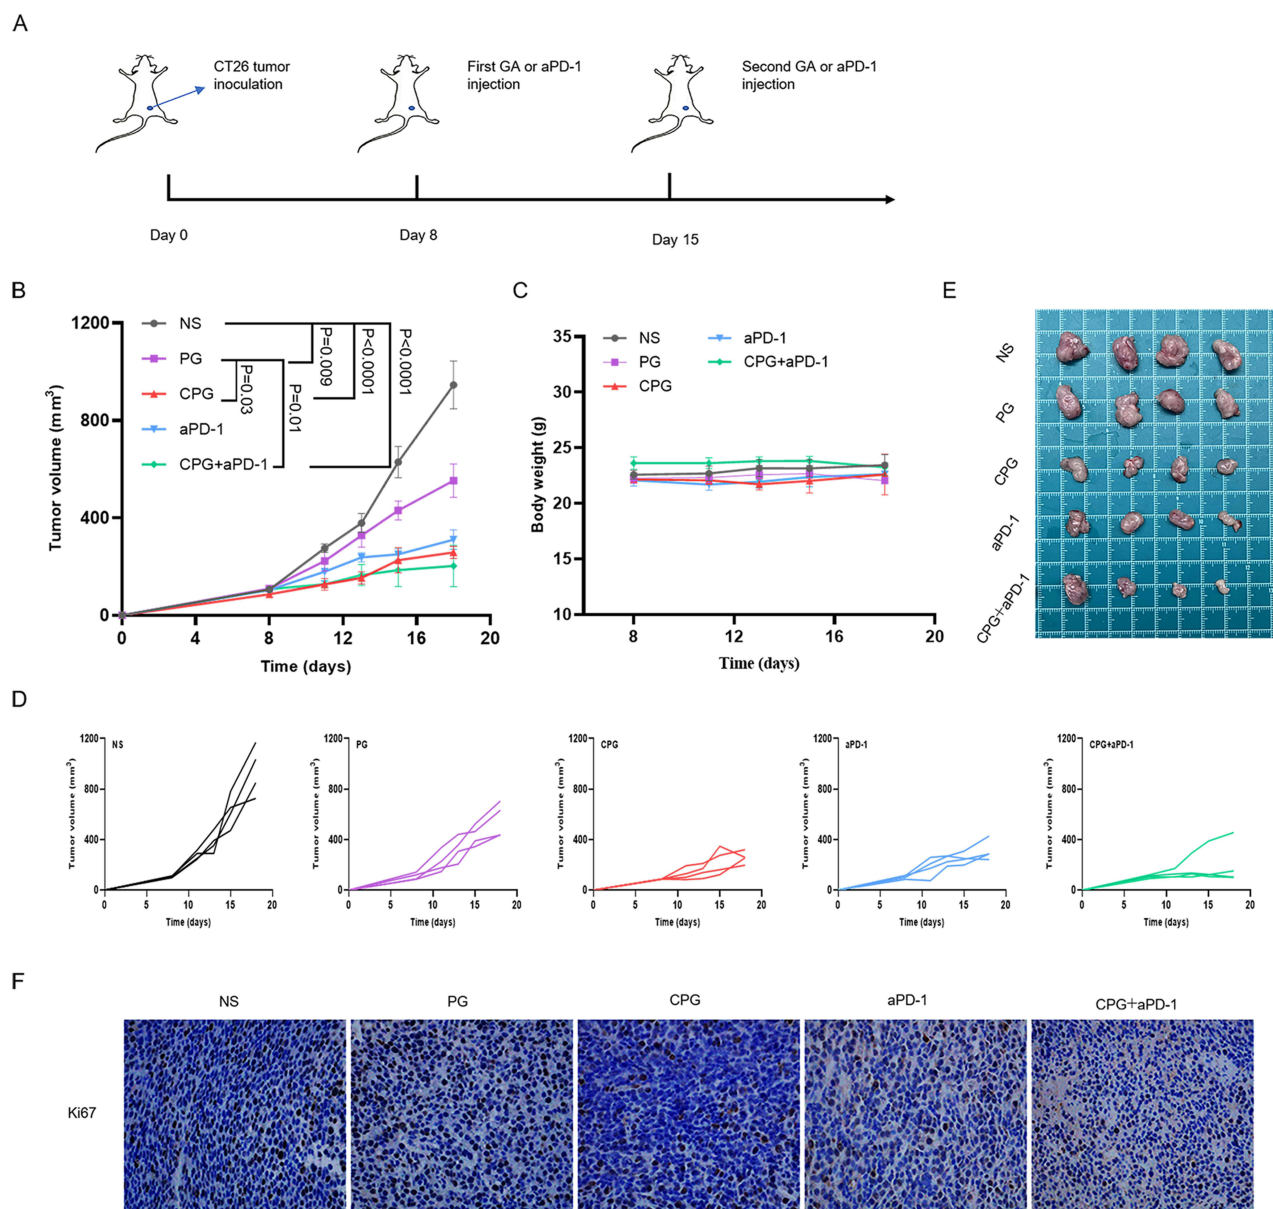 A
CT26 tumor
inoculation
First GA or aPD-1
injection
Second GA or aPD-1
injection
Day 0
Day 8
Day 15
B
Tumor volume (mm³)
1200
800
400
0
0
4
8
12
16
20
Time (days)
NS
PG
CPG
aPD-1
CPG+aPD-1
P=0.03
P=0.01
P=0.009
P<0.0001
P<0.0001
C
Body weight (g)
35
30
25
20
15
10
8
12
16
20
Time (days)
NS
PG
CPG
aPD-1
CPG+aPD-1
E
NS
PG
CPG
aPD-1
CPG+aPD-1
D
Tumor volume (mm³)
1200
800
400
0
NS
0
5
10
15
20
Time (days)
Tumor volume (mm³)
1200
800
400
0
PG
0
5
10
15
20
Time (days)
Tumor volume (mm³)
1200
800
400
0
CPG
0
5
10
15
20
Time (days)
Tumor volume (mm³)
1200
800
400
0
aPD-1
0
5
10
15
20
Time (days)
Tumor volume (mm³)
1200
800
400
0
CPG+aPD-1
0
5
10
15
20
Time (days)
F
NS
PG
CPG
aPD-1
CPG+aPD-1
Ki67